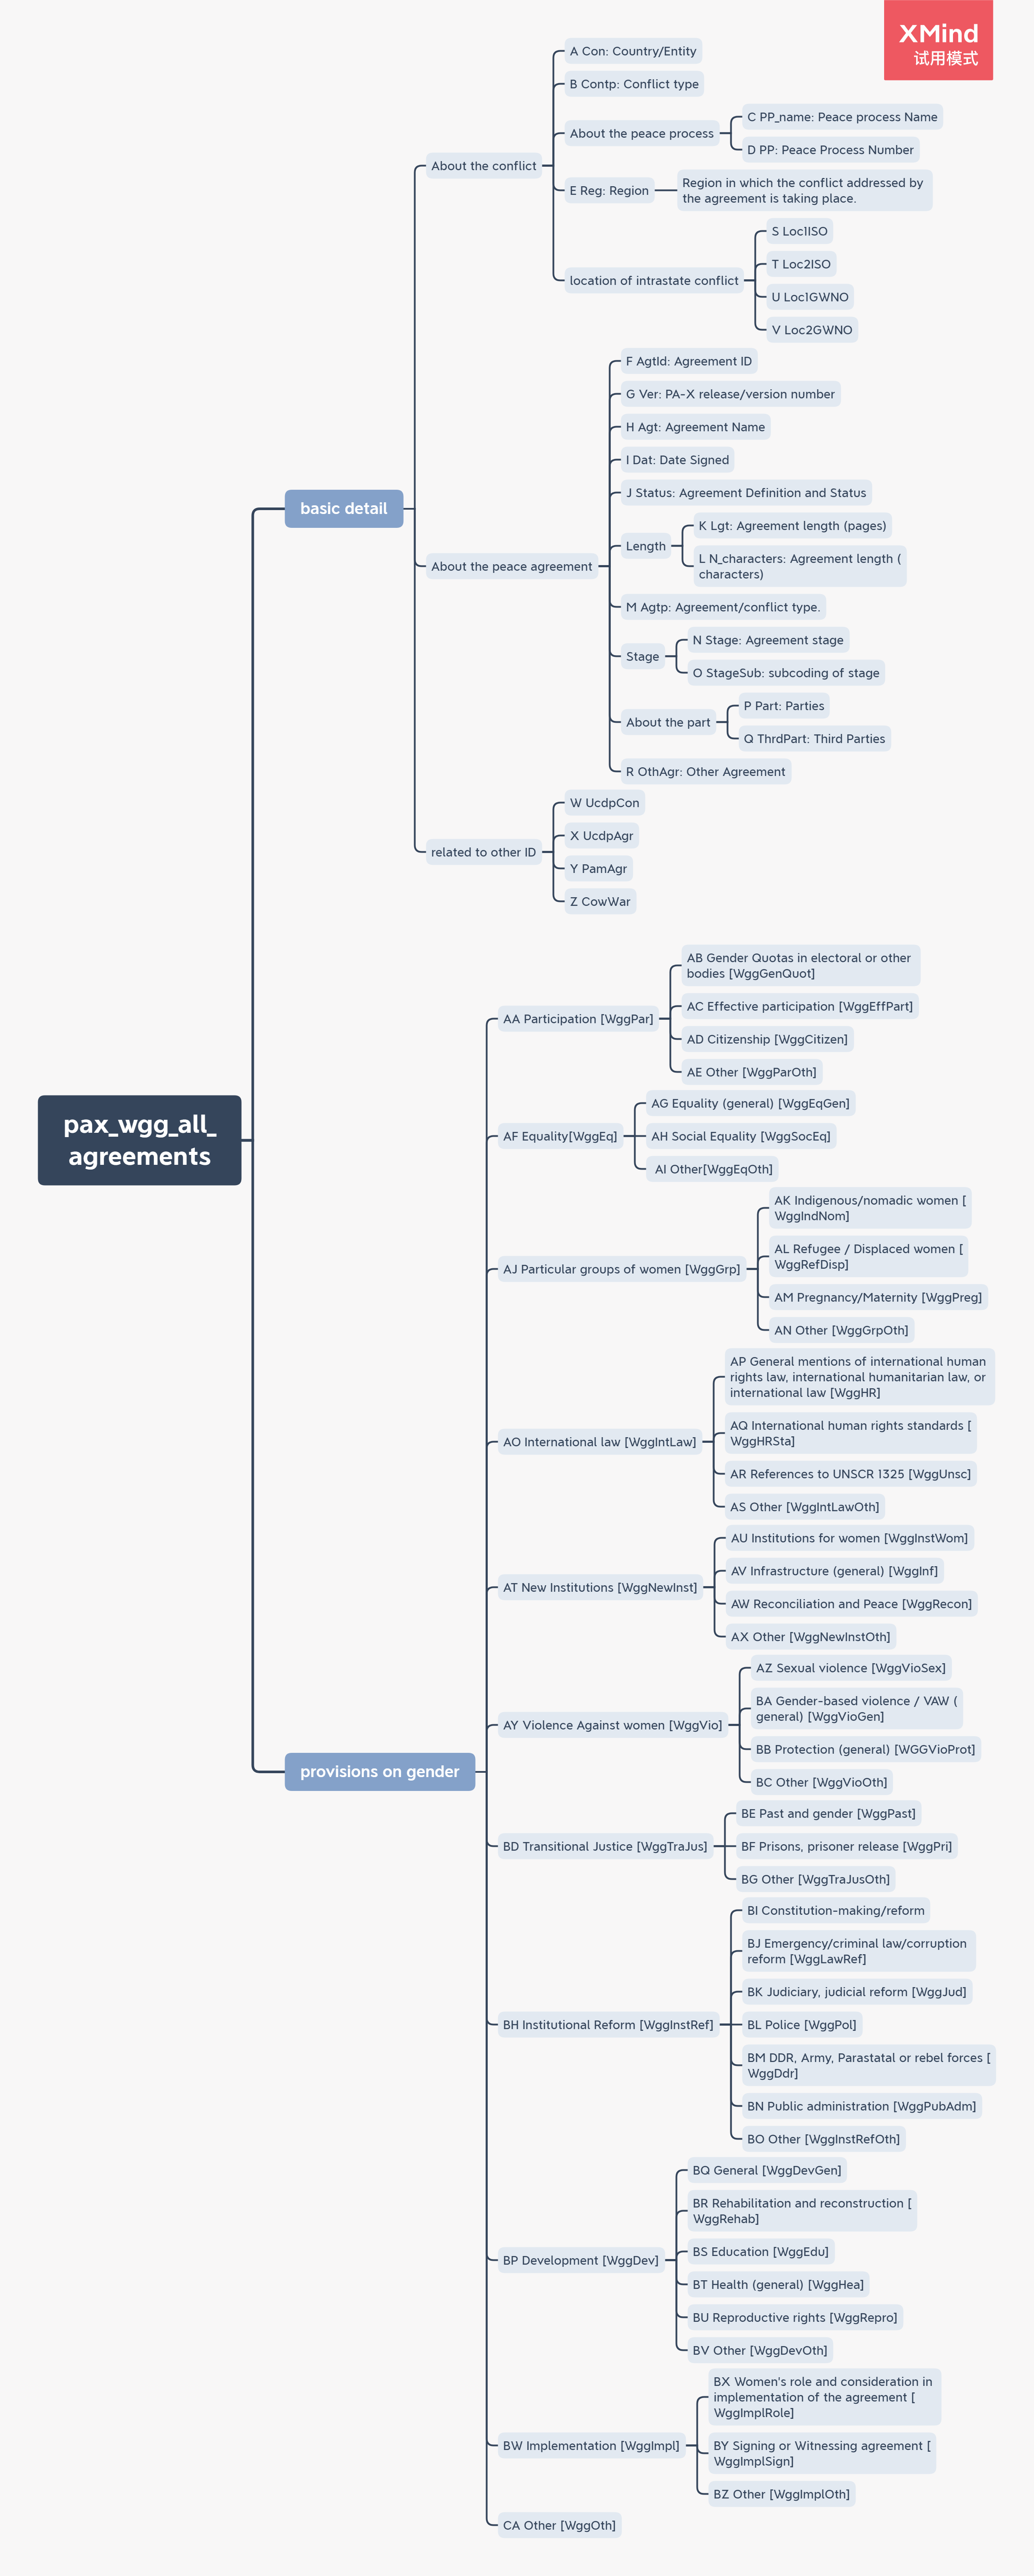 XMind
试用模式
A Con: Country/Entity
B Contp: Conflict type
About the peace process
C PP_name: Peace process Name
D PP: Peace Process Number
About the conflict
E Reg: Region
Region in which the conflict addressed by
the agreement is taking place.
location of intrastate conflict
S Loc1ISO
T Loc2ISO
U Loc1GWNO
V Loc2GWNO
basic detail
About the peace agreement
F AgtId: Agreement ID
G Ver: PA-X release/version number
H Agt: Agreement Name
I Dat: Date Signed
J Status: Agreement Definition and Status
Length
K Lgt: Agreement length (pages)
L N_characters: Agreement length (
characters)
M Agtp: Agreement/conflict type.
Stage
N Stage: Agreement stage
O StageSub: subcoding of stage
About the part
P Part: Parties
Q ThrdPart: Third Parties
R OthAgr: Other Agreement
related to other ID
W UcdpCon
X UcdpAgr
Y PamAgr
Z CowWar
pax_wgg_all_
agreements
AA Participation [WggPar]
AB Gender Quotas in electoral or other
bodies [WggGenQuot]
AC Effective participation [WggEffPart]
AD Citizenship [WggCitizen]
AE Other [WggParOth]
AF Equality[WggEq]
AG Equality (general) [WggEqGen]
AH Social Equality [WggSocEq]
AI Other[WggEqOth]
AJ Particular groups of women [WggGrp]
AK Indigenous/nomadic women [
WggIndNom]
AL Refugee / Displaced women [
WggRefDisp]
AM Pregnancy/Maternity [WggPreg]
AN Other [WggGrpOth]
AO International law [WggIntLaw]
AP General mentions of international human
rights law, international humanitarian law, or
international law [WggHR]
AQ International human rights standards [
WggHRSta]
AR References to UNSCR 1325 [WggUnsc]
AS Other [WggIntLawOth]
AT New Institutions [WggNewInst]
AU Institutions for women [WggInstWom]
AV Infrastructure (general) [WggInf]
AW Reconciliation and Peace [WggRecon]
AX Other [WggNewInstOth]
provisions on gender
AY Violence Against women [WggVio]
AZ Sexual violence [WggVioSex]
BA Gender-based violence / VAW (
general) [WggVioGen]
BB Protection (general) [WGGVioProt]
BC Other [WggVioOth]
BD Transitional Justice [WggTraJus]
BE Past and gender [WggPast]
BF Prisons, prisoner release [WggPri]
BG Other [WggTraJusOth]
BH Institutional Reform [WggInstRef]
BI Constitution-making/reform
BJ Emergency/criminal law/corruption
reform [WggLawRef]
BK Judiciary, judicial reform [WggJud]
BL Police [WggPol]
BM DDR, Army, Parastatal or rebel forces [
WggDdr]
BN Public administration [WggPubAdm]
BO Other [WggInstRefOth]
BP Development [WggDev]
BQ General [WggDevGen]
BR Rehabilitation and reconstruction [
WggRehab]
BS Education [WggEdu]
BT Health (general) [WggHea]
BU Reproductive rights [WggRepro]
BV Other [WggDevOth]
BW Implementation [WggImpl]
BX Women's role and consideration in
implementation of the agreement [
WggImplRole]
BY Signing or Witnessing agreement [
WggImplSign]
BZ Other [WggImplOth]
CA Other [WggOth]